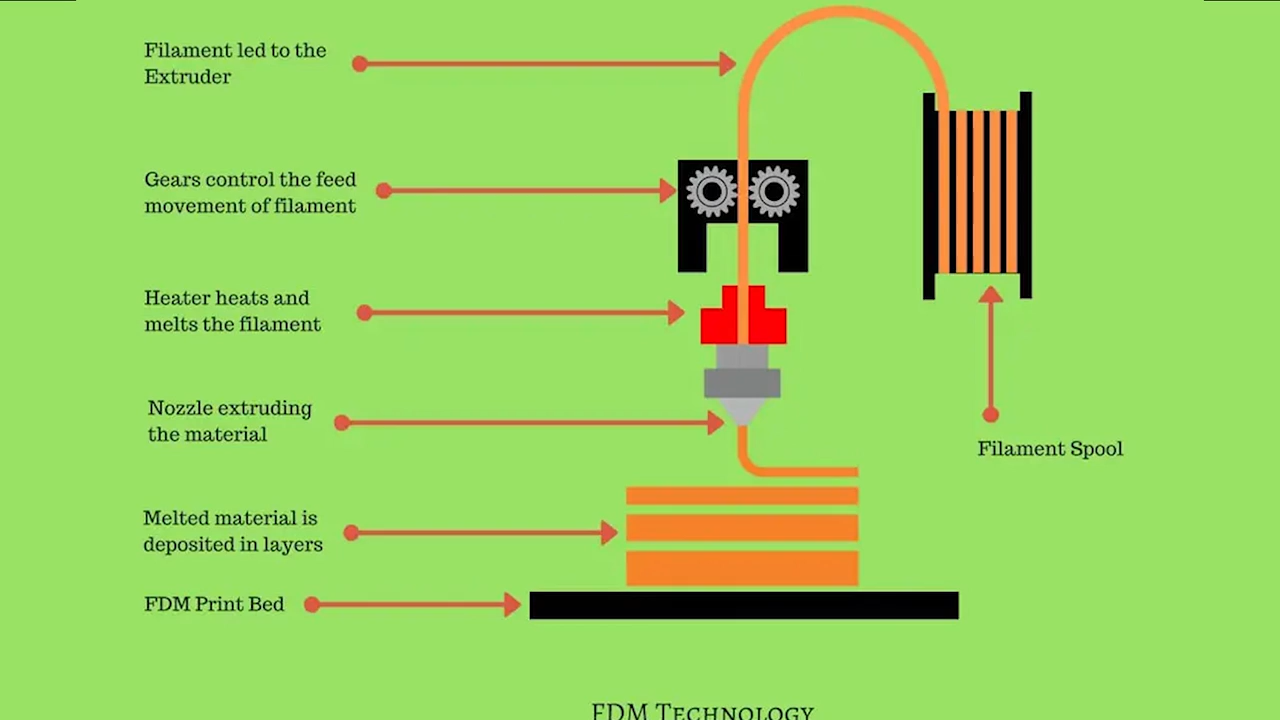 Filament led to the
Extruder
Gears control the feed
movement of filament
Heater heats and
melts the filament
Nozzle extruding
the material
Filament Spool
Melted material is
deposited in layers
FDM Print Bed
FDM Technology